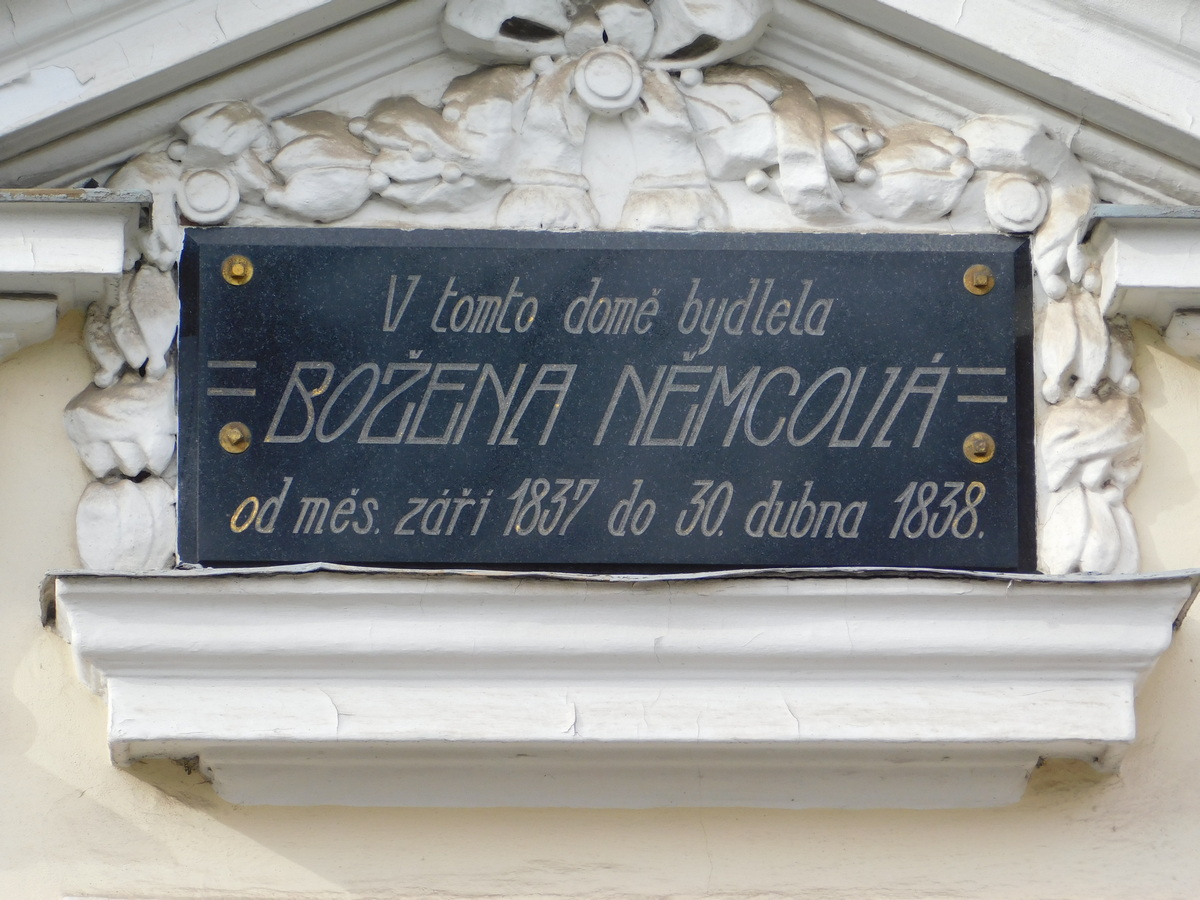 V tomto domě bydlela
= BOŽENA NĚMCOVÁ =
od měs. září 1837 do 30. dubna 1838.